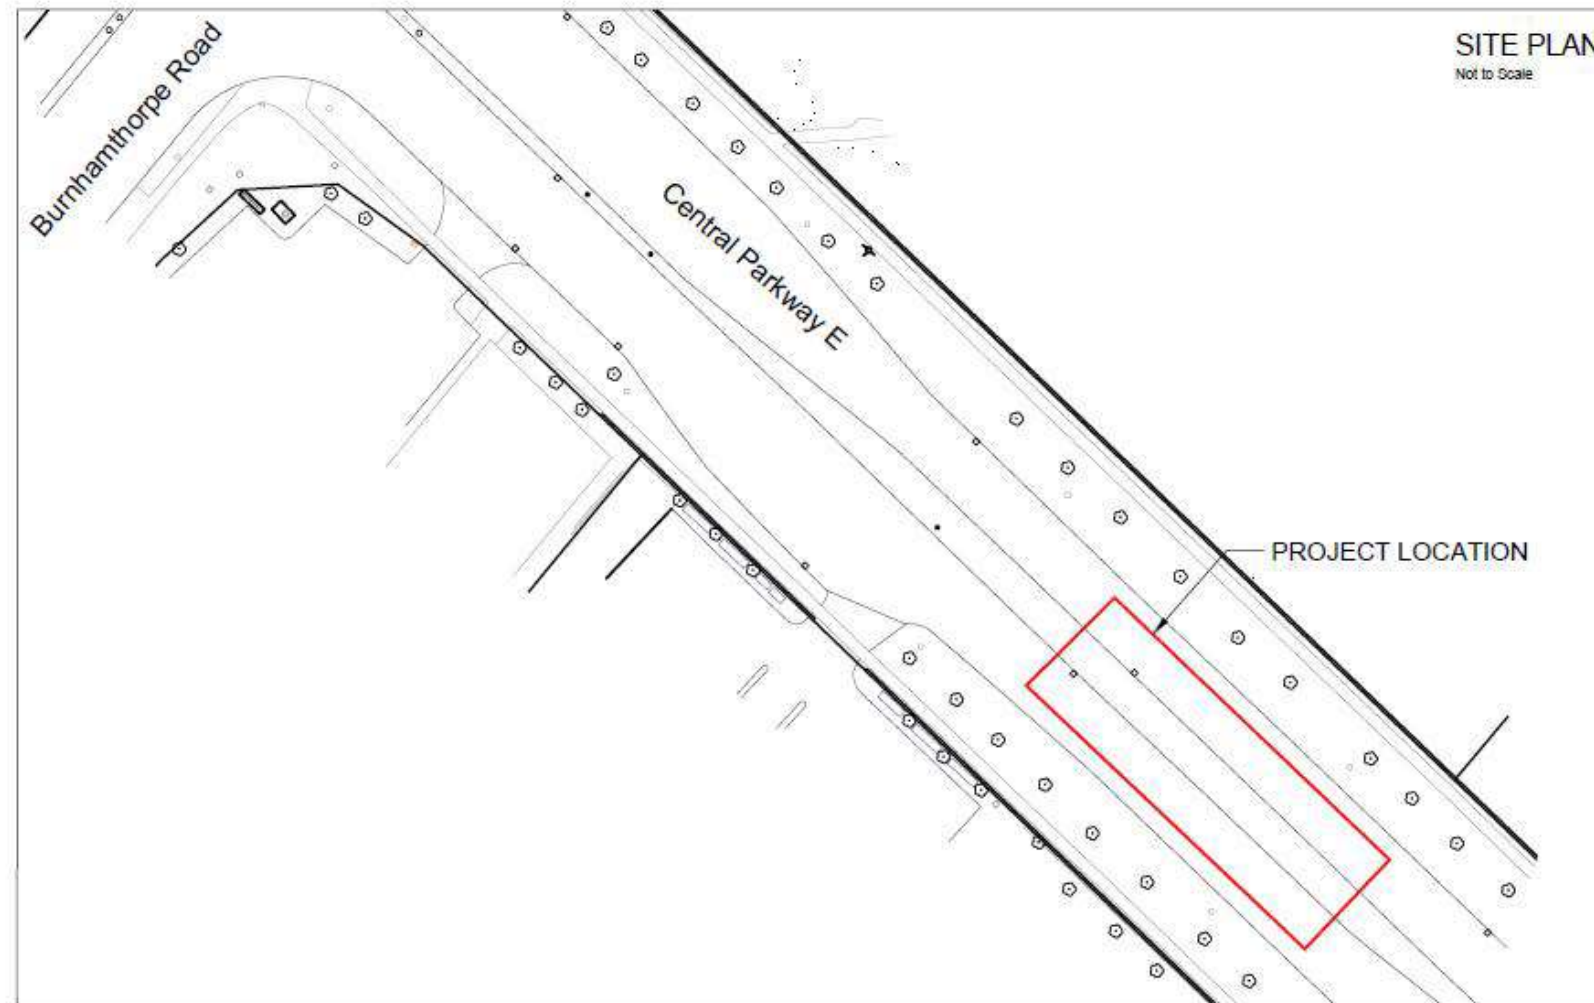 SITE PLAN
Not to Scale
Burnhamthorpe Road
Central Parkway E
PROJECT LOCATION